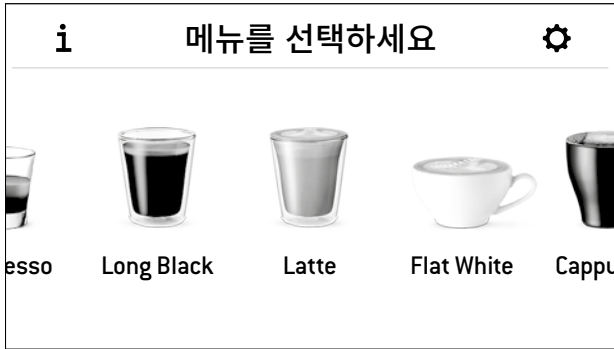 i 메뉴를 선택하세요
esso Long Black Latte Flat White Cappu